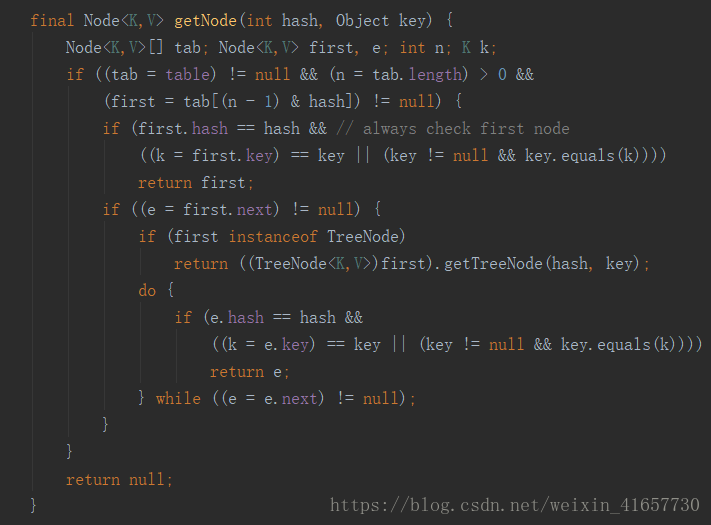 final Node<K,V> getNode(int hash, Object key) {
    Node<K,V>[] tab; Node<K,V> first, e; int n; K k;
    if ((tab = table) != null && (n = tab.length) > 0 &&
        (first = tab[(n - 1) & hash]) != null) {
        if (first.hash == hash && // always check first node
            ((k = first.key) == key || (key != null && key.equals(k))))
            return first;
        if ((e = first.next) != null) {
            if (first instanceof TreeNode)
                return ((TreeNode<K,V>)first).getTreeNode(hash, key);
            do {
                if (e.hash == hash &&
                    ((k = e.key) == key || (key != null && key.equals(k))))
                    return e;
            } while ((e = e.next) != null);
        }
    }
    return null;
}
https://blog.csdn.net/weixin_41657730